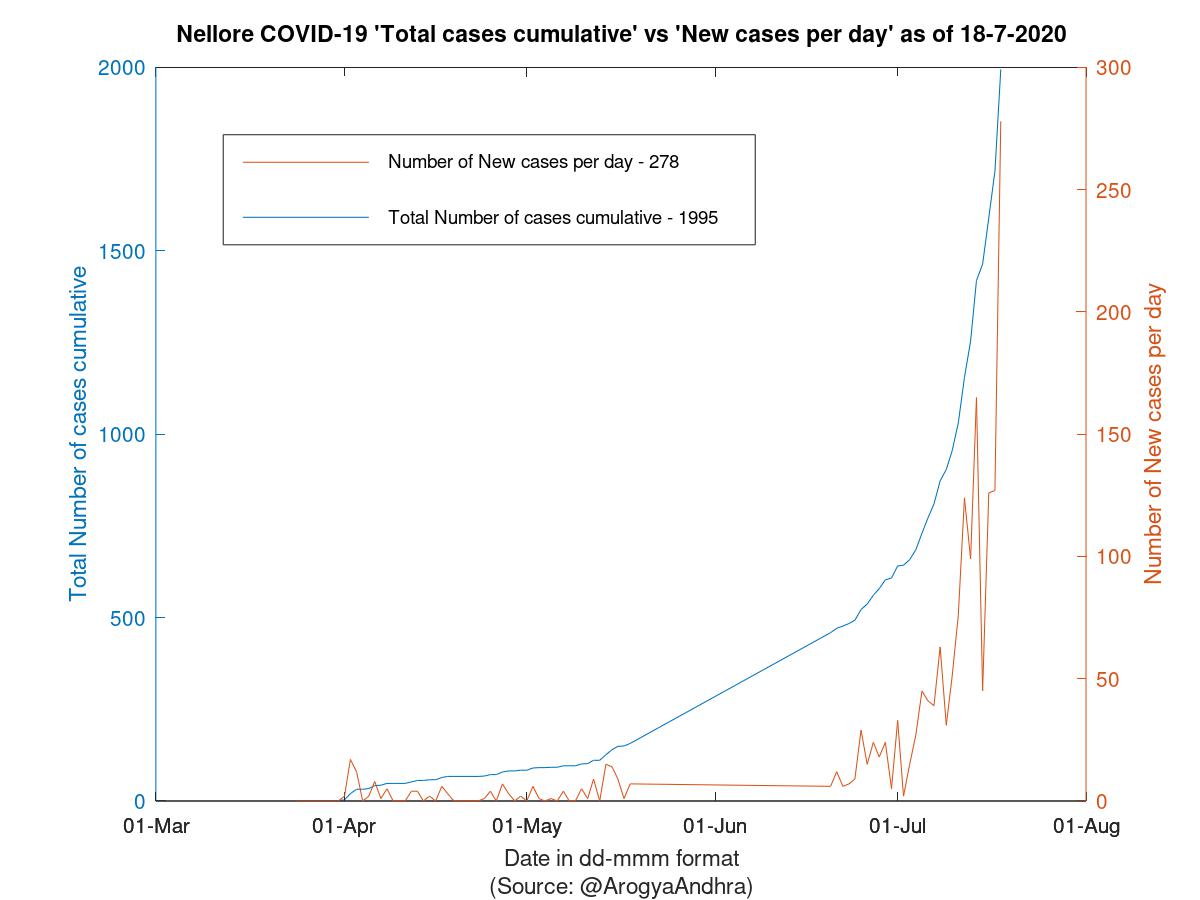 Nellore COVID-19 'Total cases cumulative' vs 'New cases per day' as of 18-7-2020
2000
1500
1000
500
0
Total Number of cases cumulative
Number of New cases per day - 278
Total Number of cases cumulative - 1995
300
250
200
150
100
50
0
Number of New cases per day
01-Mar 01-Apr 01-May 01-Jun 01-Jul 01-Aug
Date in dd-mmm format
(Source: @ArogyaAndhra)